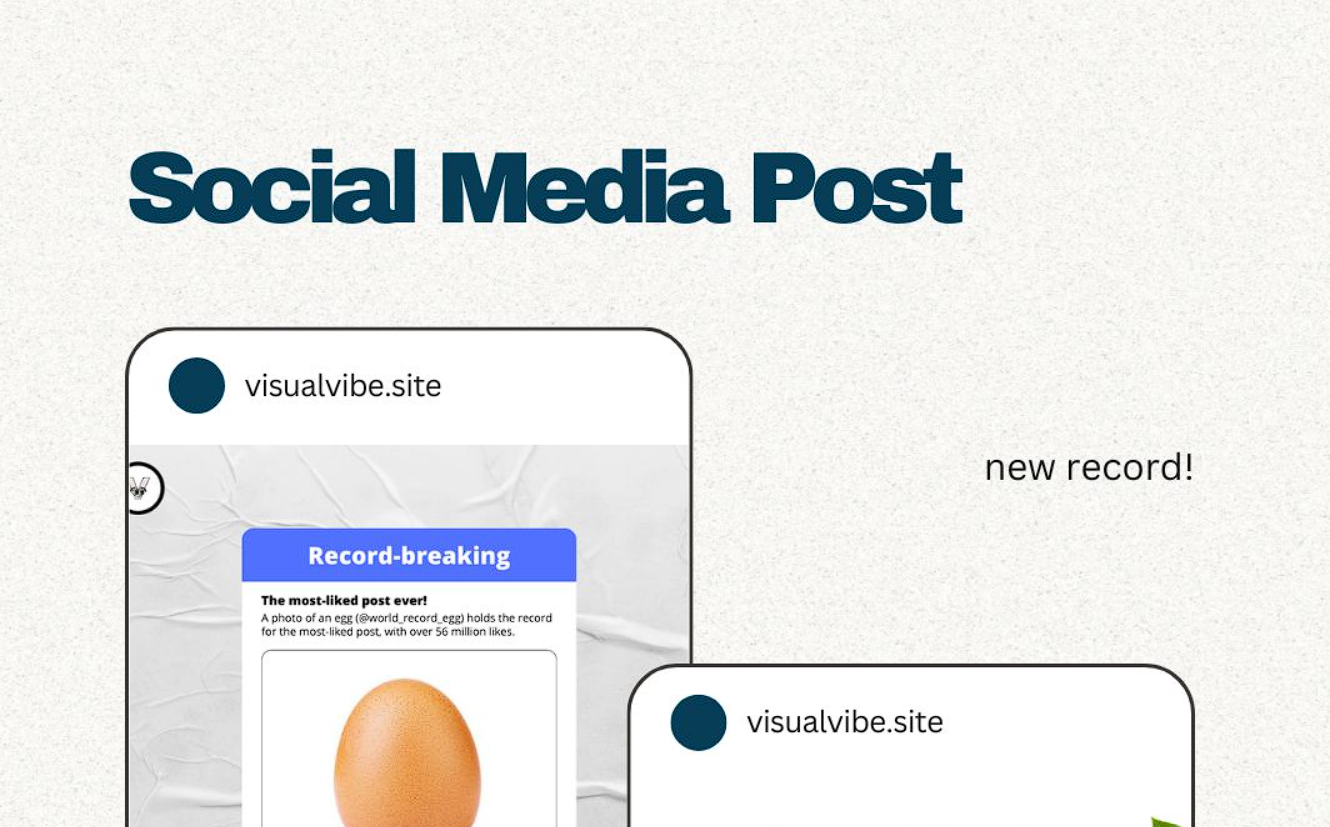 Social Media Post
visualvibe.site
new record!
Record-breaking
The most-liked post ever!
A photo of an egg (@world_record_egg) holds the record
for the most-liked post, with over 56 million likes.
visualvibe.site